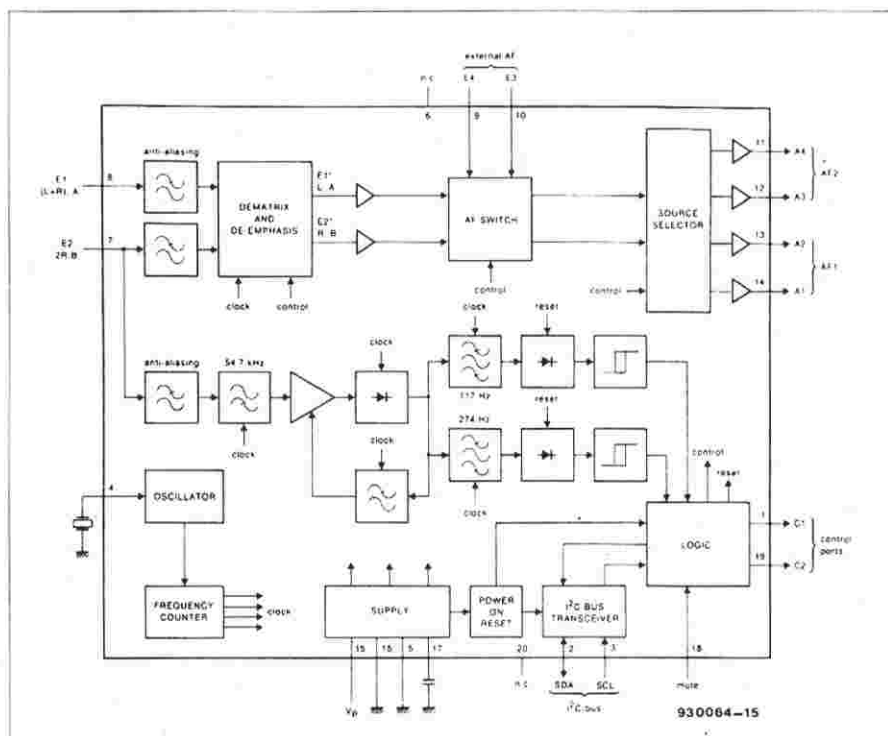 external AF
n.c
E4
E3
6
9
10
anti-aliasing
E1
(L+R), A
8
E2
2R.B
7
DEMATRIX
AND
DE-EMPHASIS
E1'
L. A
E2'
R. B
AF SWITCH
SOURCE
SELECTOR
11
A4
12
A3
AF2
13
A2
14
A1
AF1
clock
control
control
control
anti-aliasing
54.7 kHz
clock
clock
clock
reset
117 Hz
clock
274 Hz
reset
clock
control
reset
4
OSCILLATOR
LOGIC
1
C1
19
C2
control
ports
FREQUENCY
COUNTER
clock
SUPPLY
POWER
ON
RESET
I²C BUS
TRANSCEIVER
15
16
5
17
20
2
3
18
VP
n.c
SDA
SCL
mute
I²C-bus
930064-15